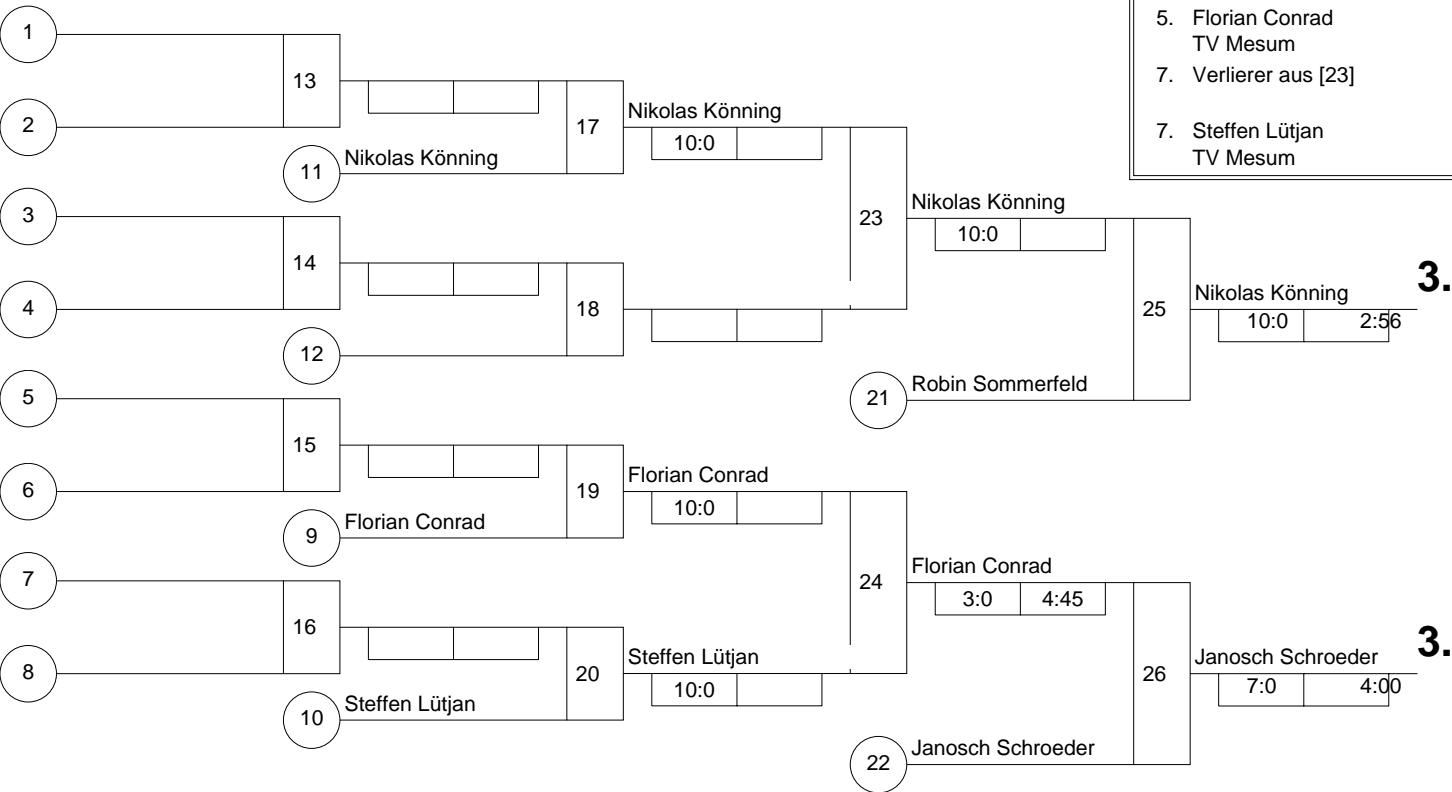 5. Florian Conrad
TV Mesum
7. Verlierer aus [23]
7. Steffen Lütjan
TV Mesum
1
13
2
Nikolas Könning
17
10:0
11 Nikolas Könning
3
Nikolas Könning
23
10:0
14
3.
4
18
Nikolas Könning
25
10:0 2:56
12
5
Robin Sommerfeld
21
15
6
Florian Conrad
19
10:0
9 Florian Conrad
7
Florian Conrad
24
3:0 4:45
16
3.
8
Steffen Lütjan
20
10:0
Janosch Schroeder
26
7:0 4:00
10 Steffen Lütjan
22 Janosch Schroeder